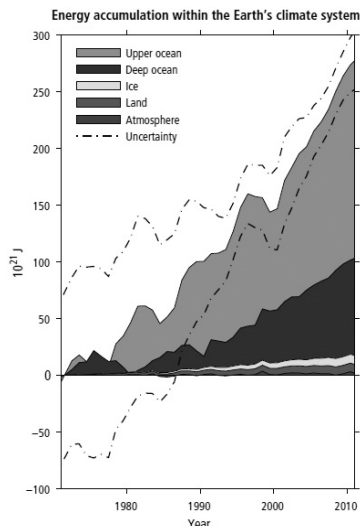 Energy accumulation within the Earth's climate system
300
250
200
150
100
50
0
−50
−100
10²¹ J
Upper ocean
Deep ocean
Ice
Land
Atmosphere
Uncertainty
1980 1990 2000 2010
Year